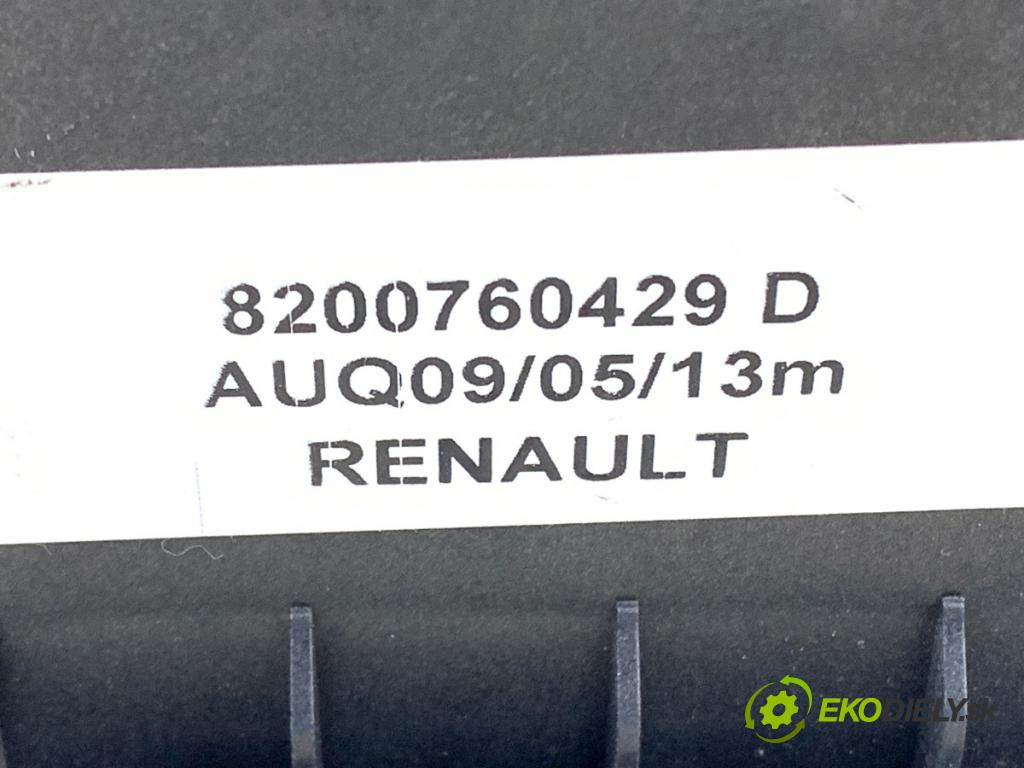 8200760429 D
AUQ09/05/13m
RENAULT
EKODIELY.SK